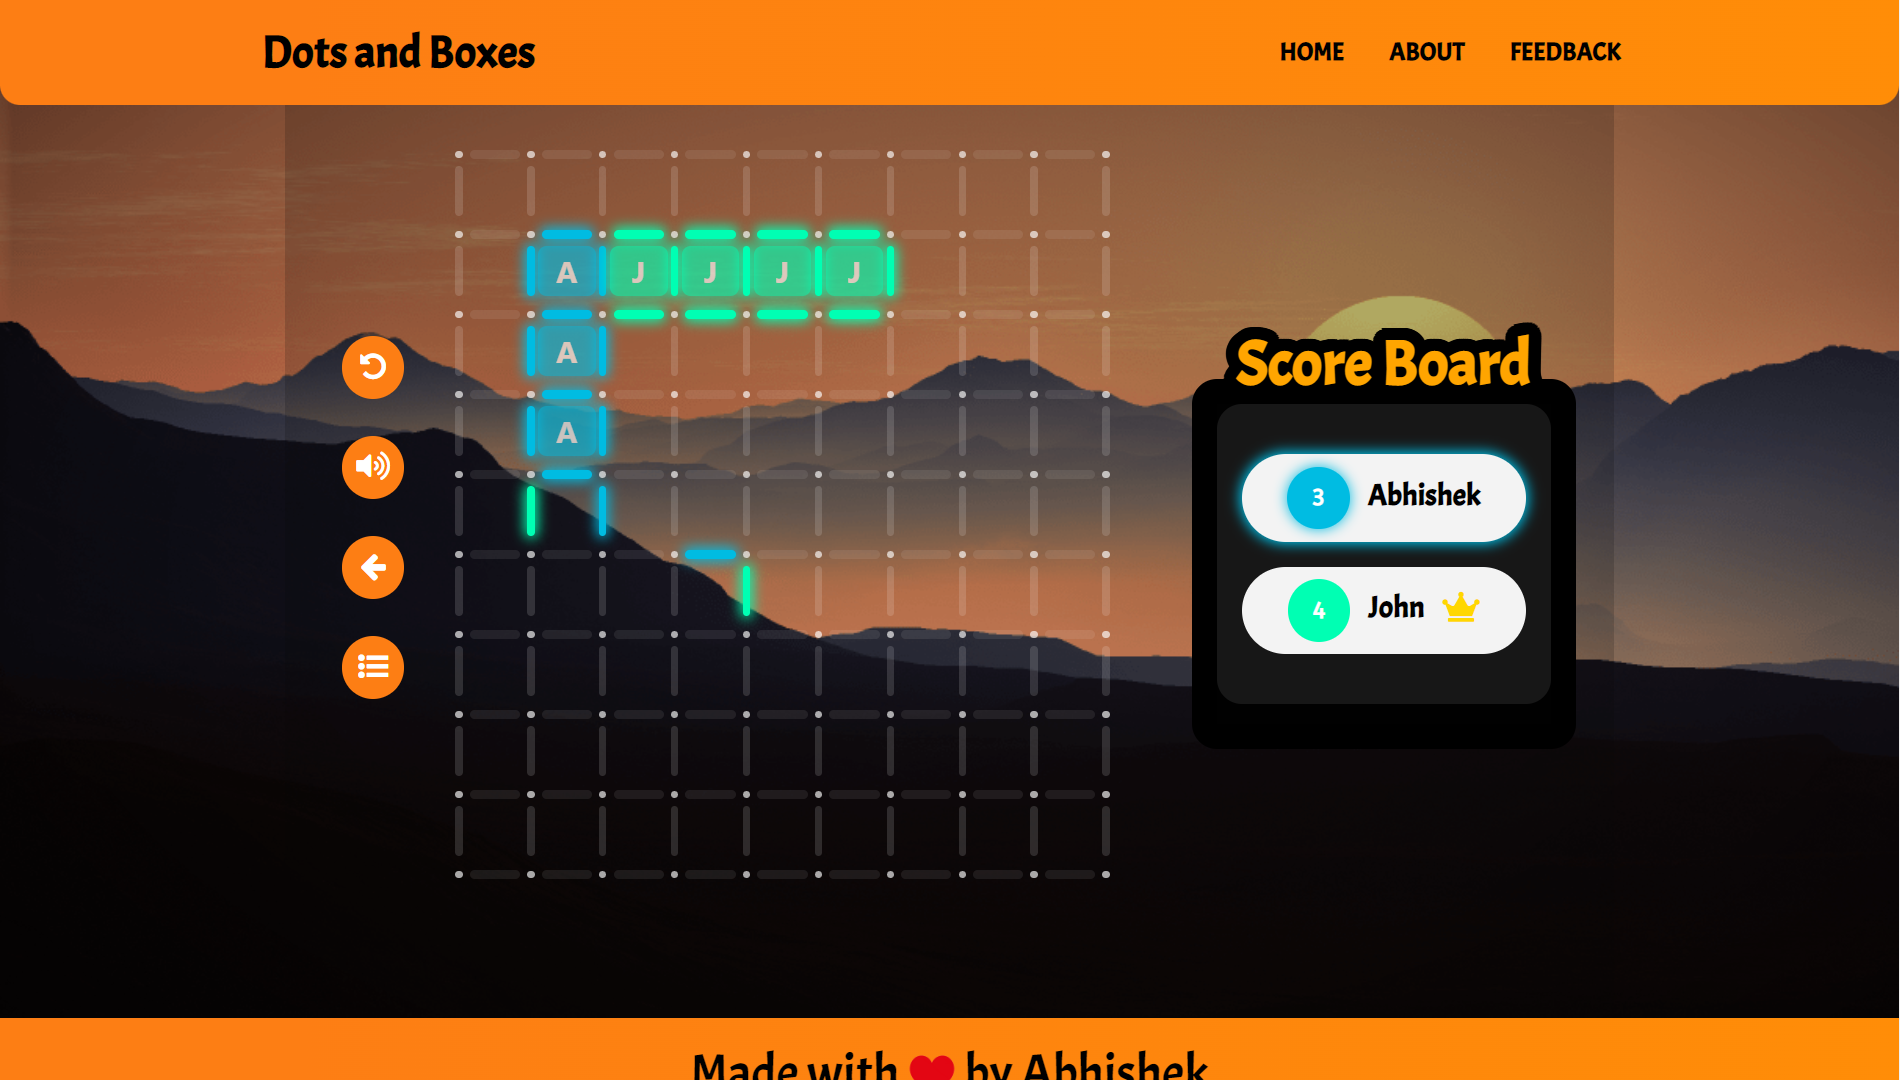 Dots and Boxes
HOME ABOUT FEEDBACK
A J J J J
A
A
Score Board
3 Abhishek
4 John
Made with by Abhishek